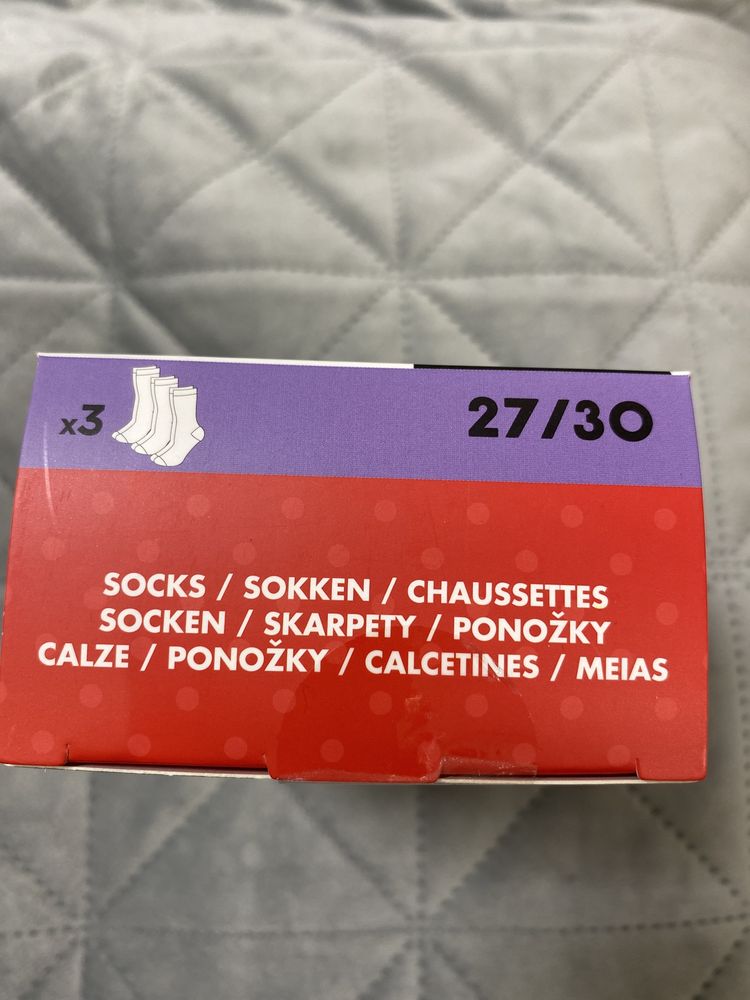 x3
27/30
SOCKS / SOKKEN / CHAUSSETTES
SOCKEN / SKARPETY / PONOŽKY
CALZE / PONOŽKY / CALCETINES / MEIAS